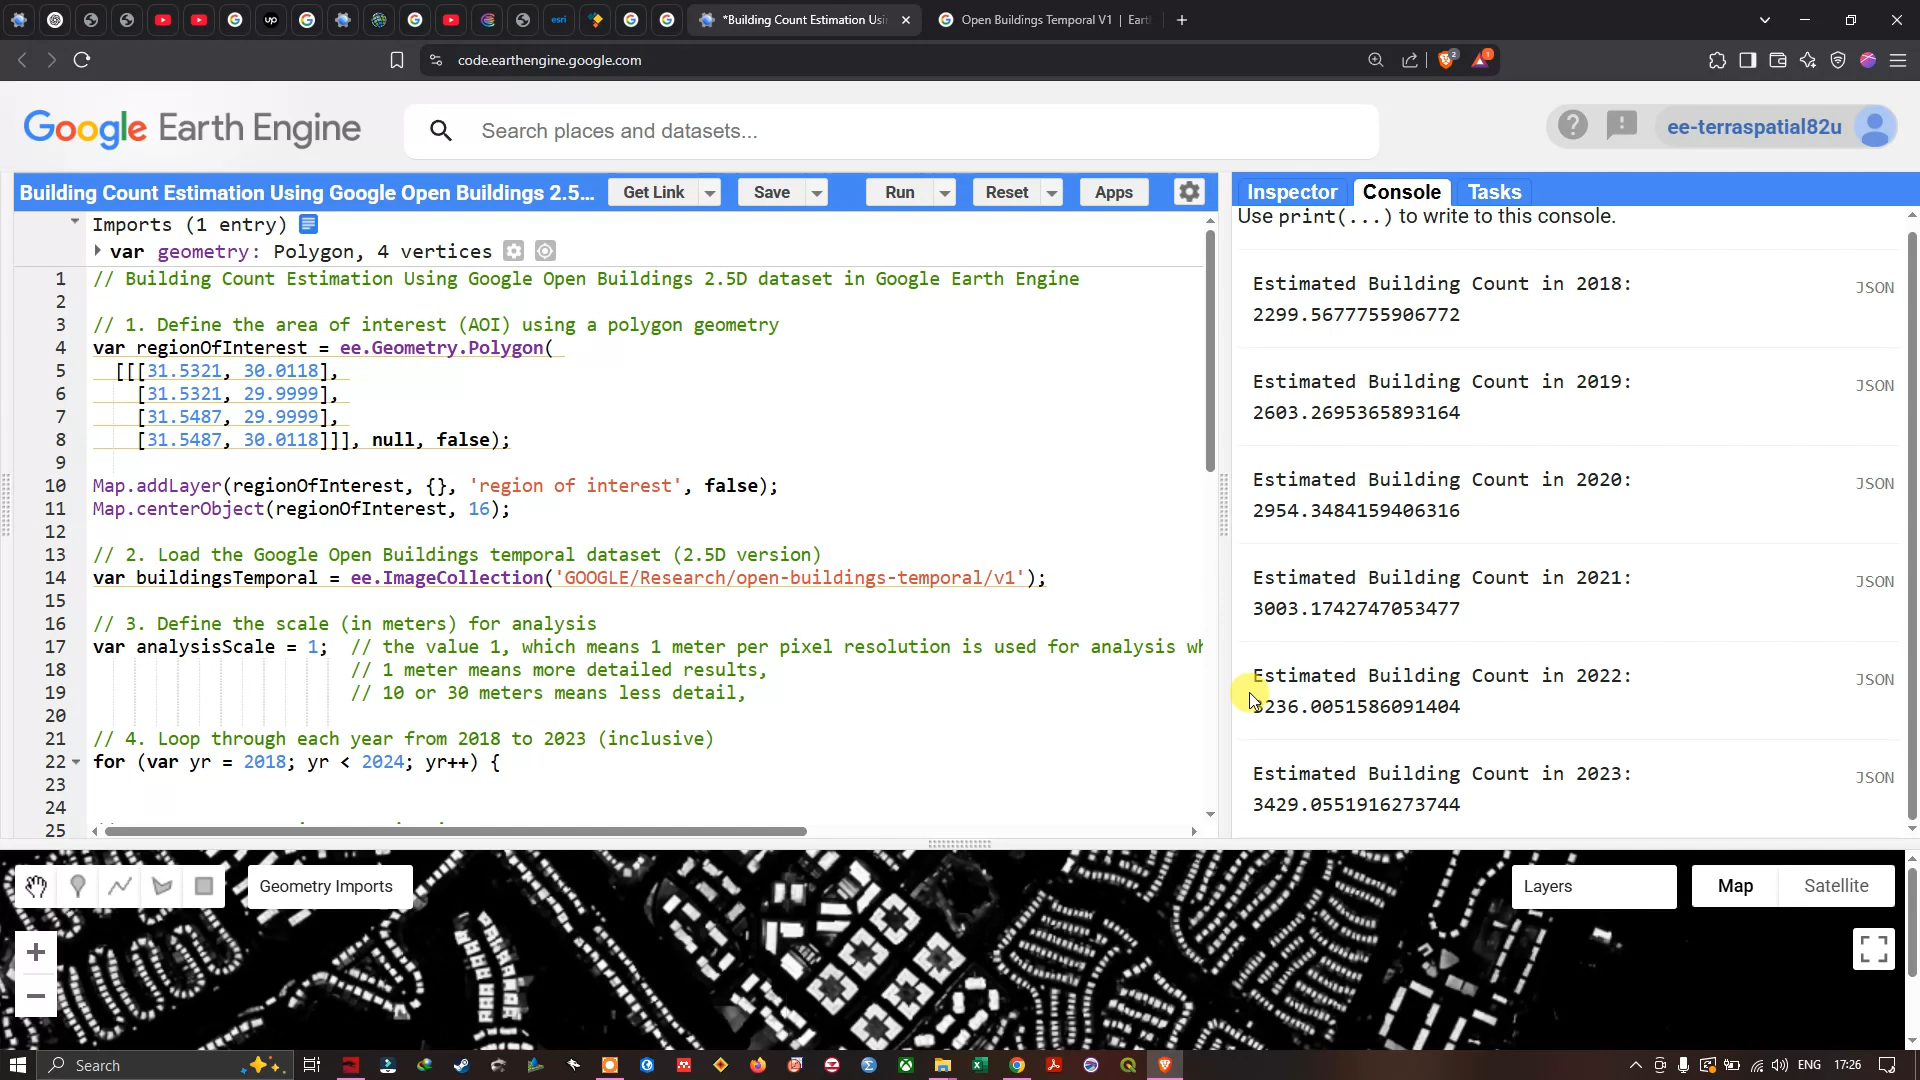 *Building Count Estimation Usi
Open Buildings Temporal V1 | Eart
code.earthengine.google.com
2
1
Google Earth Engine
Search places and datasets...
ee-terraspatial82u
Building Count Estimation Using Google Open Buildings 2.5...
Get Link
Save
Run
Reset
Apps
Inspector
Console
Tasks
Imports (1 entry)
var geometry: Polygon, 4 vertices
1 // Building Count Estimation Using Google Open Buildings 2.5D dataset in Google Earth Engine
2
3 // 1. Define the area of interest (AOI) using a polygon geometry
4 var regionOfInterest = ee.Geometry.Polygon(
5 [[[31.5321, 30.0118],
6 [31.5321, 29.9999],
7 [31.5487, 29.9999],
8 [31.5487, 30.0118]]], null, false);
9
10 Map.addLayer(regionOfInterest, {}, 'region of interest', false);
11 Map.centerObject(regionOfInterest, 16);
12
13 // 2. Load the Google Open Buildings temporal dataset (2.5D version)
14 var buildingsTemporal = ee.ImageCollection('GOOGLE/Research/open-buildings-temporal/v1');
15
16 // 3. Define the scale (in meters) for analysis
17 var analysisScale = 1; // the value 1, which means 1 meter per pixel resolution is used for analysis wh
18 // 1 meter means more detailed results,
19 // 10 or 30 meters means less detail,
20
21 // 4. Loop through each year from 2018 to 2023 (inclusive)
22 for (var yr = 2018; yr < 2024; yr++) {
23
24
25
Use print(...) to write to this console.
Estimated Building Count in 2018:
JSON
2299.5677755906772
Estimated Building Count in 2019:
JSON
2603.2695365893164
Estimated Building Count in 2020:
JSON
2954.3484159406316
Estimated Building Count in 2021:
JSON
3003.1742747053477
Estimated Building Count in 2022:
JSON
3236.0051586091404
Estimated Building Count in 2023:
JSON
3429.0551916273744
Geometry Imports
Layers
Map
Satellite
Search
ENG
17:26